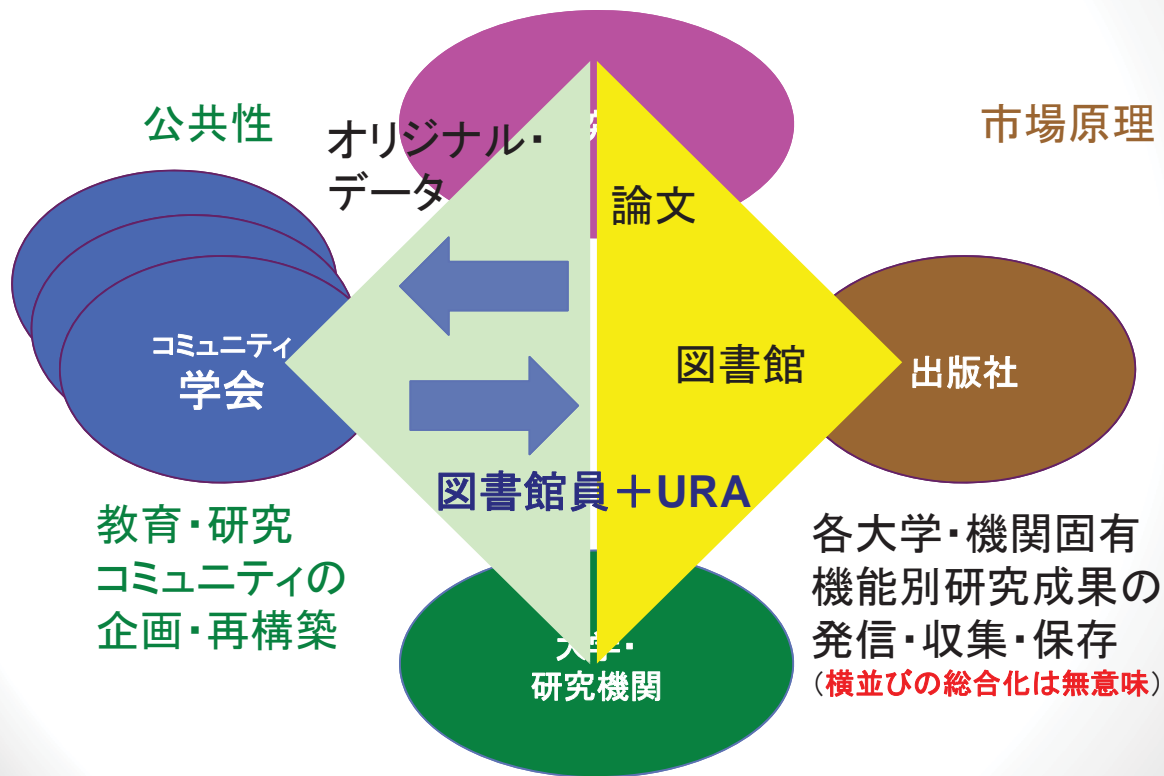 公共性
市場原理
オリジナル・
データ
論文
コミュニティ
学会
図書館
出版社
図書館員＋URA
教育・研究
コミュニティの
企画・再構築
各大学・機関固有
機能別研究成果の
発信・収集・保存
（横並びの総合化は無意味）
大学・
研究機関